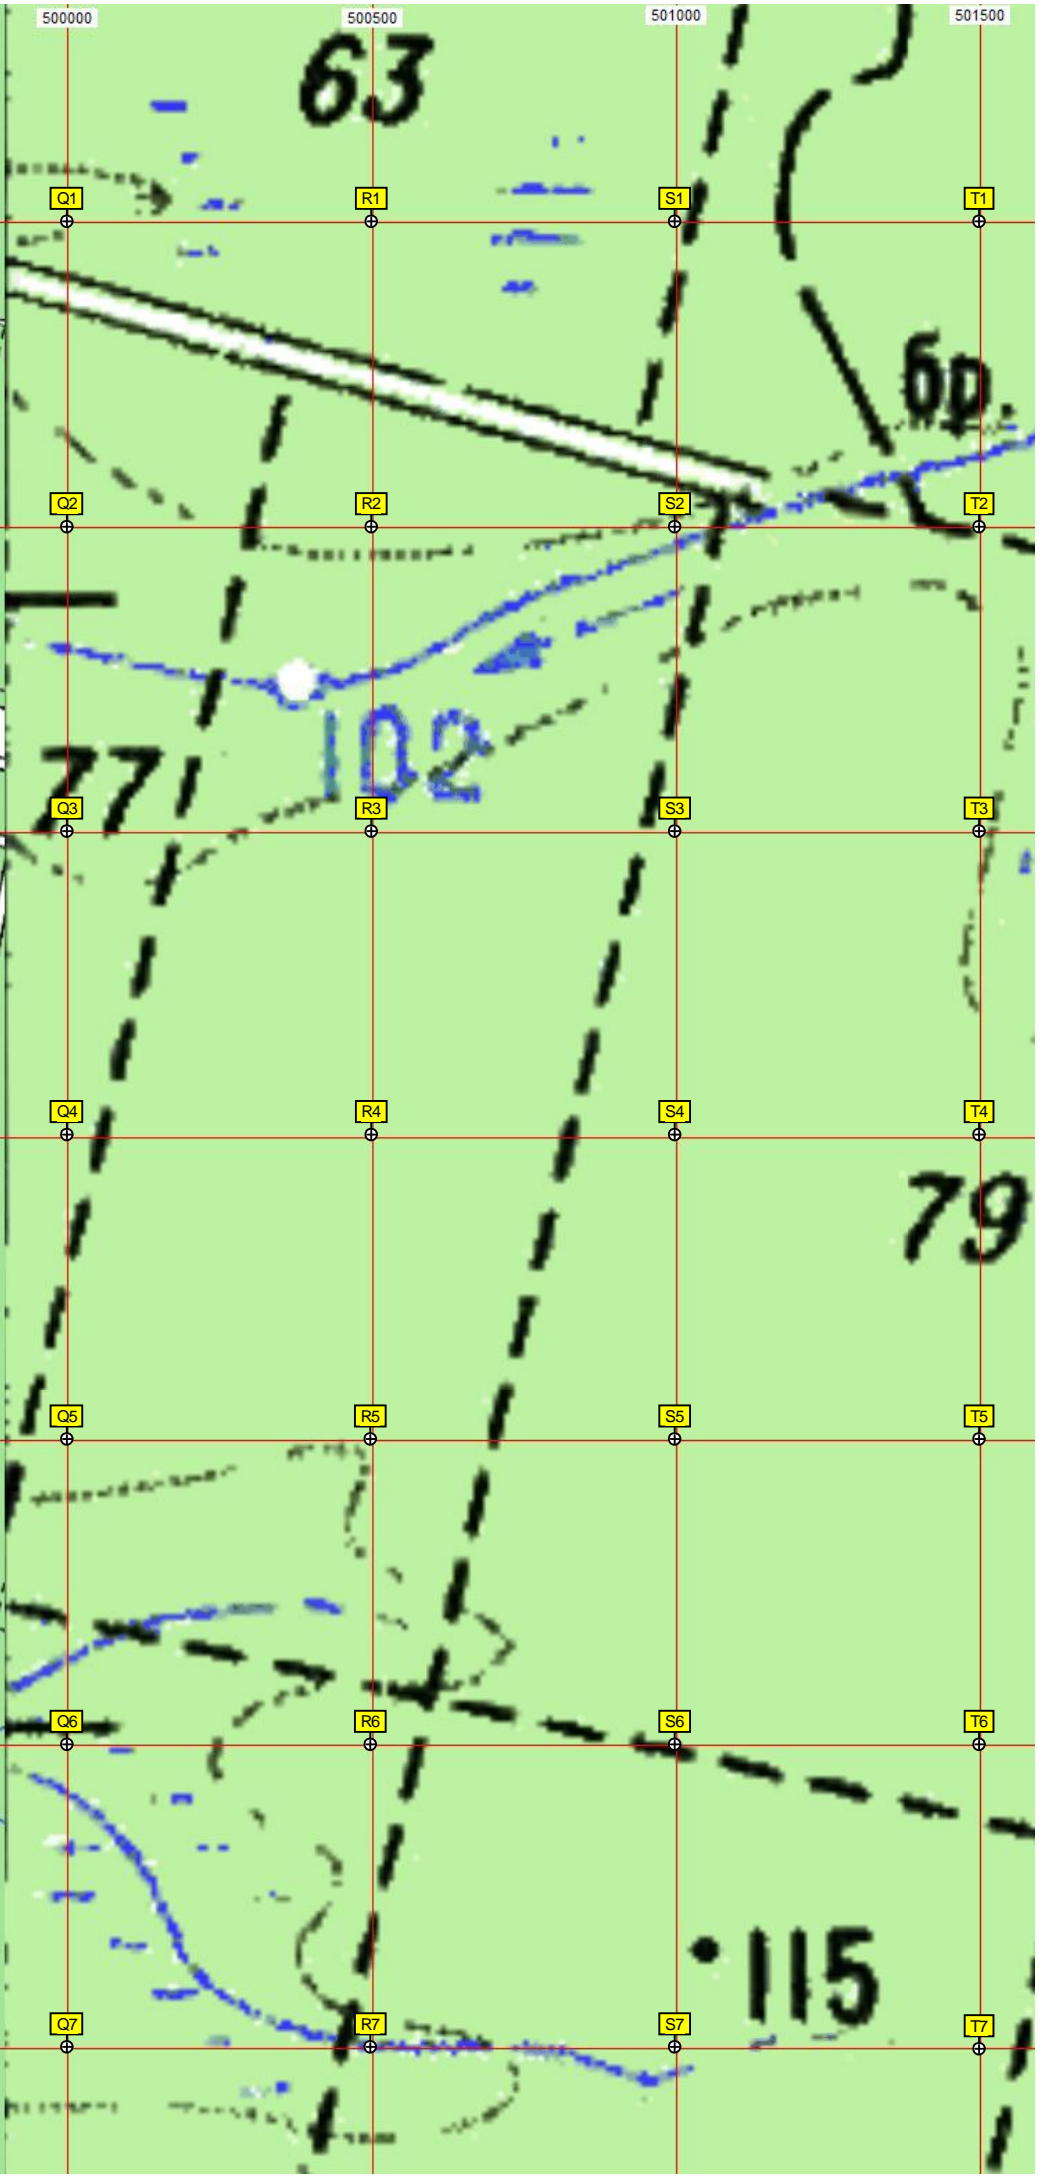 500000 500500 501000 501500
63
Q1 R1 S1 T1
бр.
Q2 R2 S2 T2
102
77
Q3 R3 S3 T3
Q4 R4 S4 T4
79
Q5 R5 S5 T5
Q6 R6 S6 T6
115
Q7 R7 S7 T7